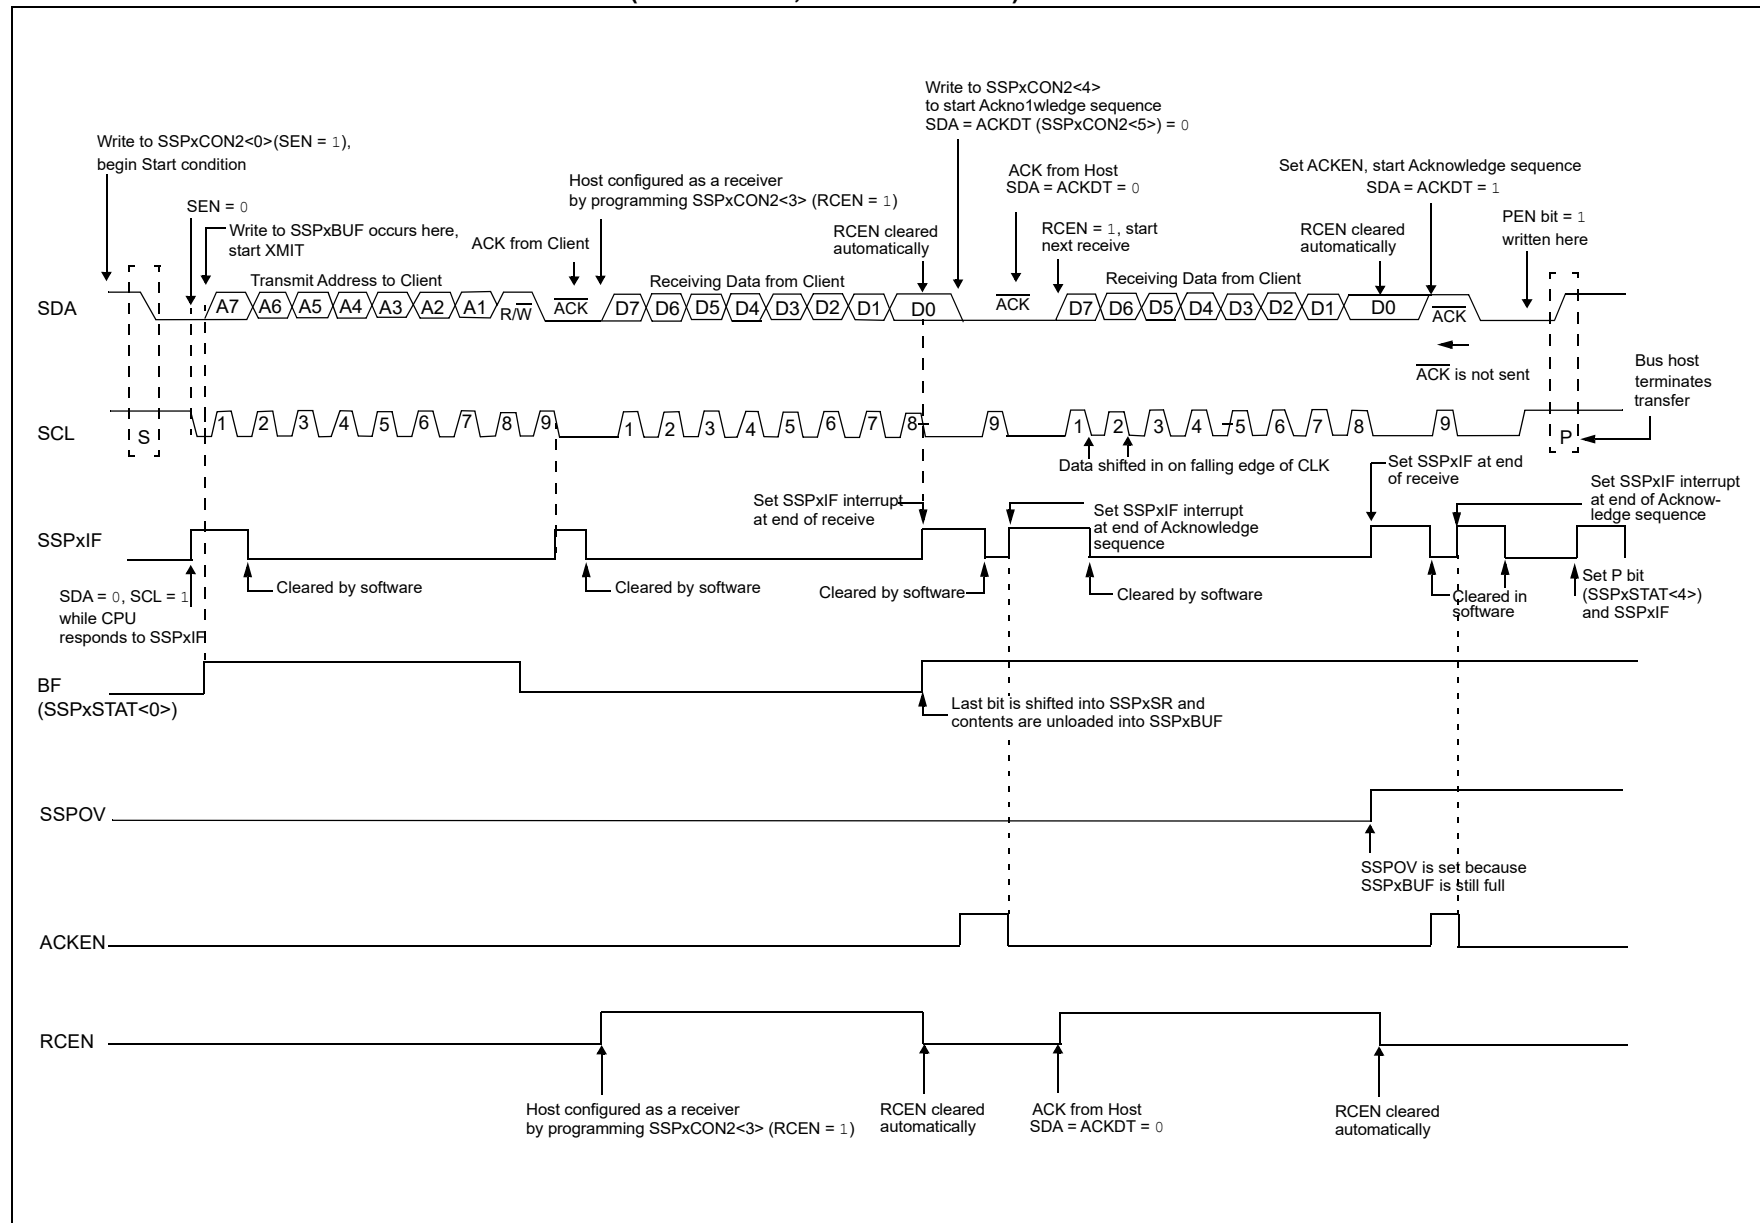 Write to SSPxCON2<4>
to start Ackno1wledge sequence
SDA = ACKDT (SSPxCON2<5>) = 0
Write to SSPxCON2<0>(SEN = 1),
begin Start condition
ACK from Host
SDA = ACKDT = 0
Set ACKEN, start Acknowledge sequence
SDA = ACKDT = 1
Host configured as a receiver
by programming SSPxCON2<3> (RCEN = 1)
SEN = 0
Write to SSPxBUF occurs here,
start XMIT
ACK from Client
RCEN cleared
automatically
RCEN = 1, start
next receive
RCEN cleared
automatically
PEN bit = 1
written here
Transmit Address to Client
Receiving Data from Client
Receiving Data from Client
SDA
A7 A6 A5 A4 A3 A2 A1 R/W ACK D7 D6 D5 D4 D3 D2 D1 D0 ACK D7 D6 D5 D4 D3 D2 D1 D0 ACK
ACK is not sent
Bus host
terminates
transfer
SCL
S 1 2 3 4 5 6 7 8 9 1 2 3 4 5 6 7 8 9 1 2 3 4 5 6 7 8 9 P
Data shifted in on falling edge of CLK
Set SSPxIF interrupt
at end of receive
Set SSPxIF interrupt
at end of Acknowledge
sequence
Set SSPxIF at end
of receive
Set SSPxIF interrupt
at end of Acknow-
ledge sequence
SSPxIF
SDA = 0, SCL = 1
while CPU
responds to SSPxIF
Cleared by software
Cleared by software
Cleared by software
Cleared by software
Cleared in
software
Set P bit
(SSPxSTAT<4>)
and SSPxIF
BF
(SSPxSTAT<0>)
Last bit is shifted into SSPxSR and
contents are unloaded into SSPxBUF
SSPOV
SSPOV is set because
SSPxBUF is still full
ACKEN
RCEN
Host configured as a receiver
by programming SSPxCON2<3> (RCEN = 1)
RCEN cleared
automatically
ACK from Host
SDA = ACKDT = 0
RCEN cleared
automatically